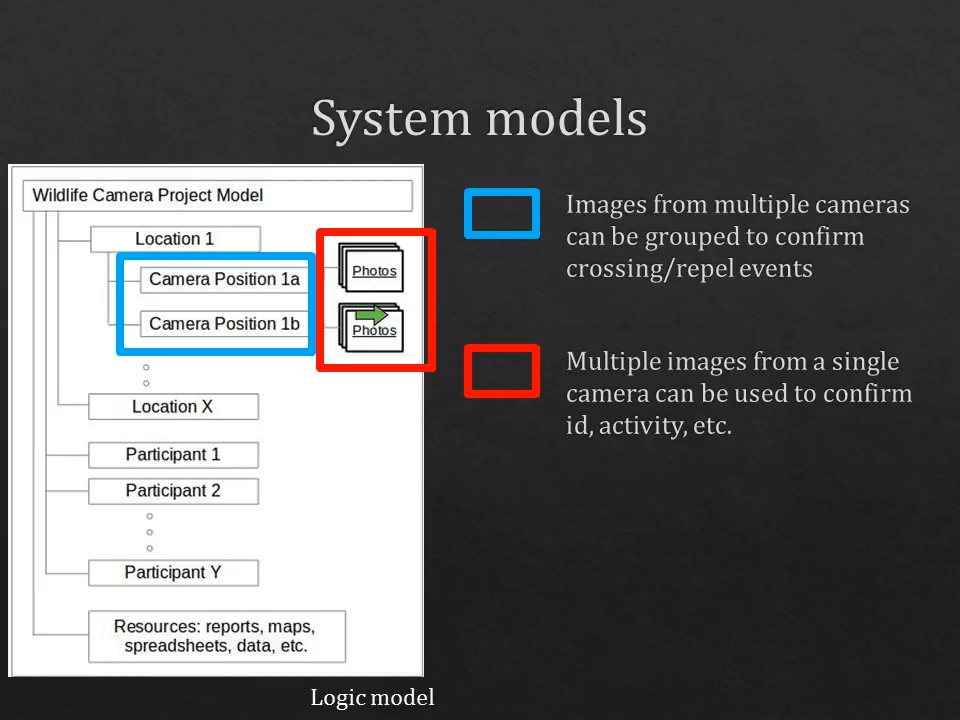 System models
Wildlife Camera Project Model
Location 1
Camera Position 1a
Photos
Camera Position 1b
Photos
Location X
Participant 1
Participant 2
Participant Y
Resources: reports, maps,
spreadsheets, data, etc.
Logic model
Images from multiple cameras
can be grouped to confirm
crossing/repel events
Multiple images from a single
camera can be used to confirm
id, activity, etc.